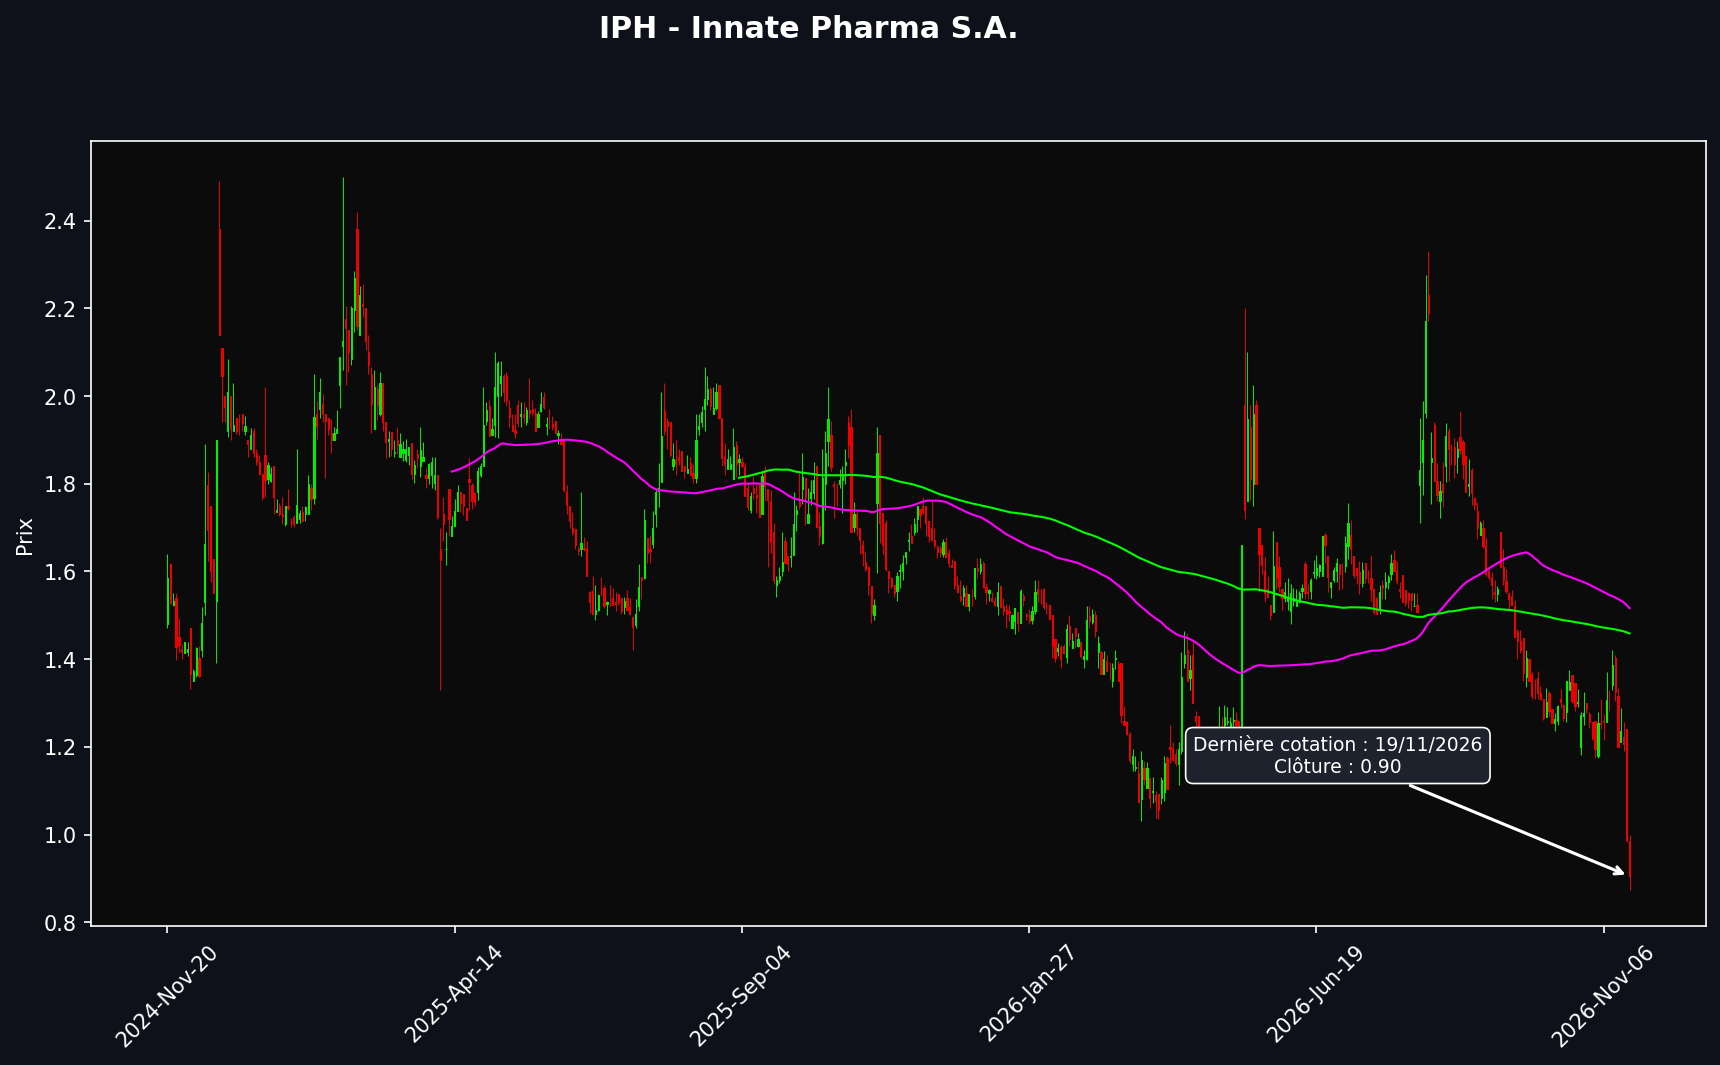 IPH - Innate Pharma S.A.
Prix
2.4
2.2
2.0
1.8
1.6
1.4
1.2
1.0
0.8
Dernière cotation : 19/11/2026
Clôture : 0.90
2024-Nov-20
2025-Apr-14
2025-Sep-04
2026-Jan-27
2026-Jun-19
2026-Nov-06